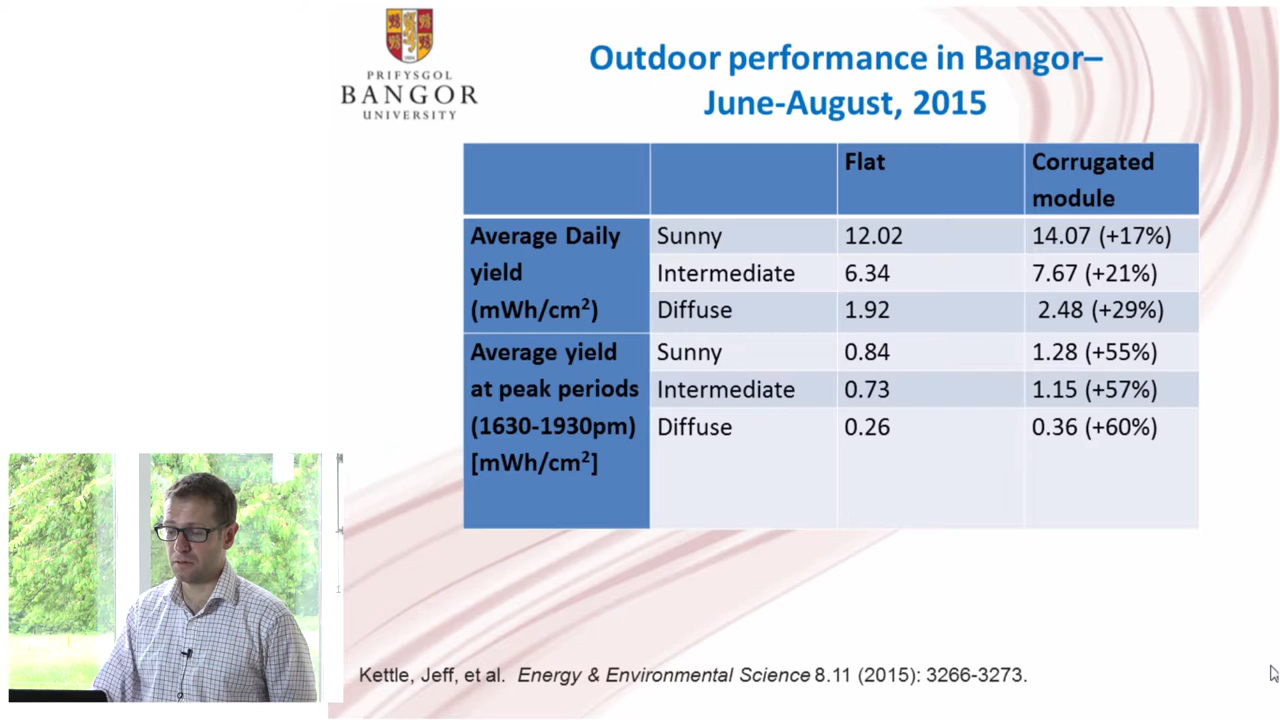 PRIFYSGOL
BANGOR
UNIVERSITY
Outdoor performance in Bangor–
June-August, 2015
Flat
Corrugated
module
Average Daily
yield
(mWh/cm²)
Sunny
12.02
14.07 (+17%)
Intermediate
6.34
7.67 (+21%)
Diffuse
1.92
2.48 (+29%)
Average yield
at peak periods
(1630-1930pm)
[mWh/cm²]
Sunny
0.84
1.28 (+55%)
Intermediate
0.73
1.15 (+57%)
Diffuse
0.26
0.36 (+60%)
Kettle, Jeff, et al. Energy & Environmental Science 8.11 (2015): 3266-3273.